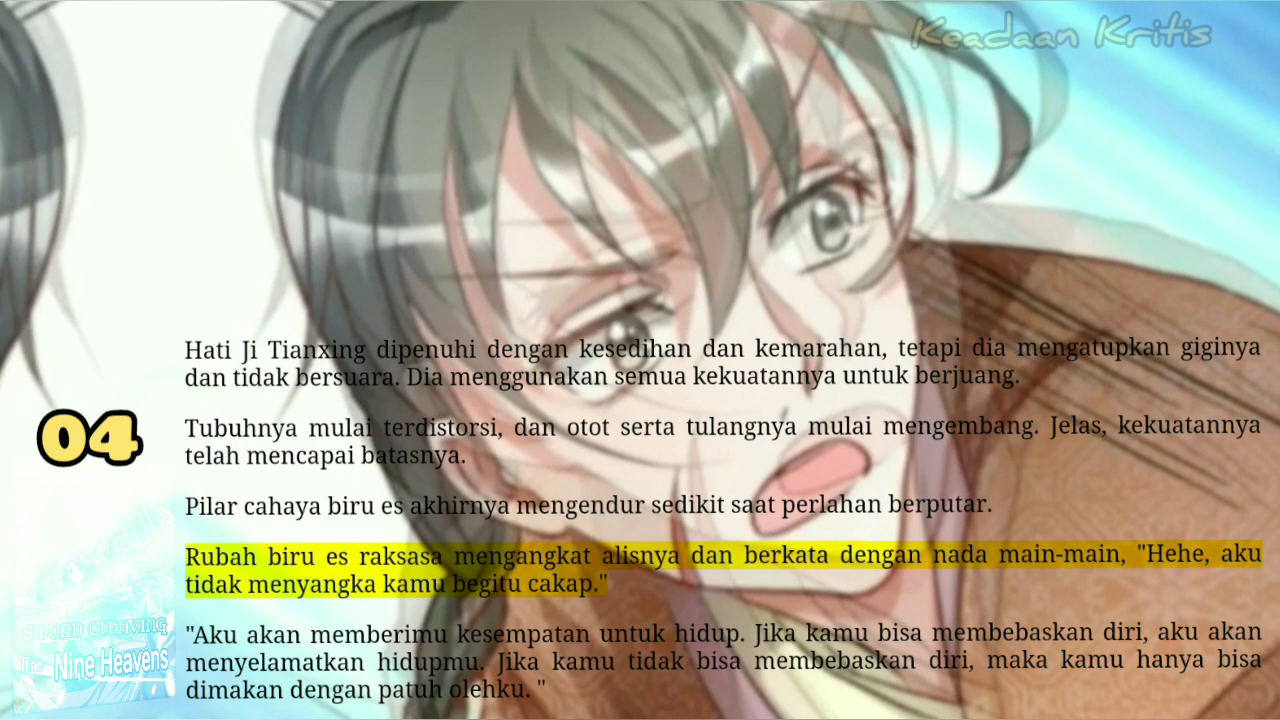 Keadaan Kritis
Hati Ji Tianxing dipenuhi dengan kesedihan dan kemarahan, tetapi dia mengatupkan giginya
dan tidak bersuara. Dia menggunakan semua kekuatannya untuk berjuang.
04
Tubuhnya mulai terdistorsi, dan otot serta tulangnya mulai mengembang. Jelas, kekuatannya
telah mencapai batasnya.
Pilar cahaya biru es akhirnya mengendur sedikit saat perlahan berputar.
Rubah biru es raksasa mengangkat alisnya dan berkata dengan nada main-main, "Hehe, aku
tidak menyangka kamu begitu cakap."
"Aku akan memberimu kesempatan untuk hidup. Jika kamu bisa membebaskan diri, aku akan
menyelamatkan hidupmu. Jika kamu tidak bisa membebaskan diri, maka kamu hanya bisa
dimakan dengan patuh olehku. "
SWORD CLEAVING
The Nine Heavens